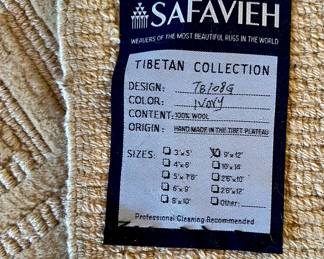 SAFAVIEH
WEAVERS OF THE MOST BEAUTIFUL RUGS IN THE WORLD
TIBETAN COLLECTION
DESIGN: TB108G
COLOR: IVORY
CONTENT: 100% WOOL
ORIGIN: HAND MADE IN THE TIBET PLATEAU
SIZES: 3'x5' 9'x12'
4'x6' 10'x14'
5'x7'6" 2'6"x10'
6'x9' 2'6"x12'
8'x10' Other:
Professional Cleaning Recommended